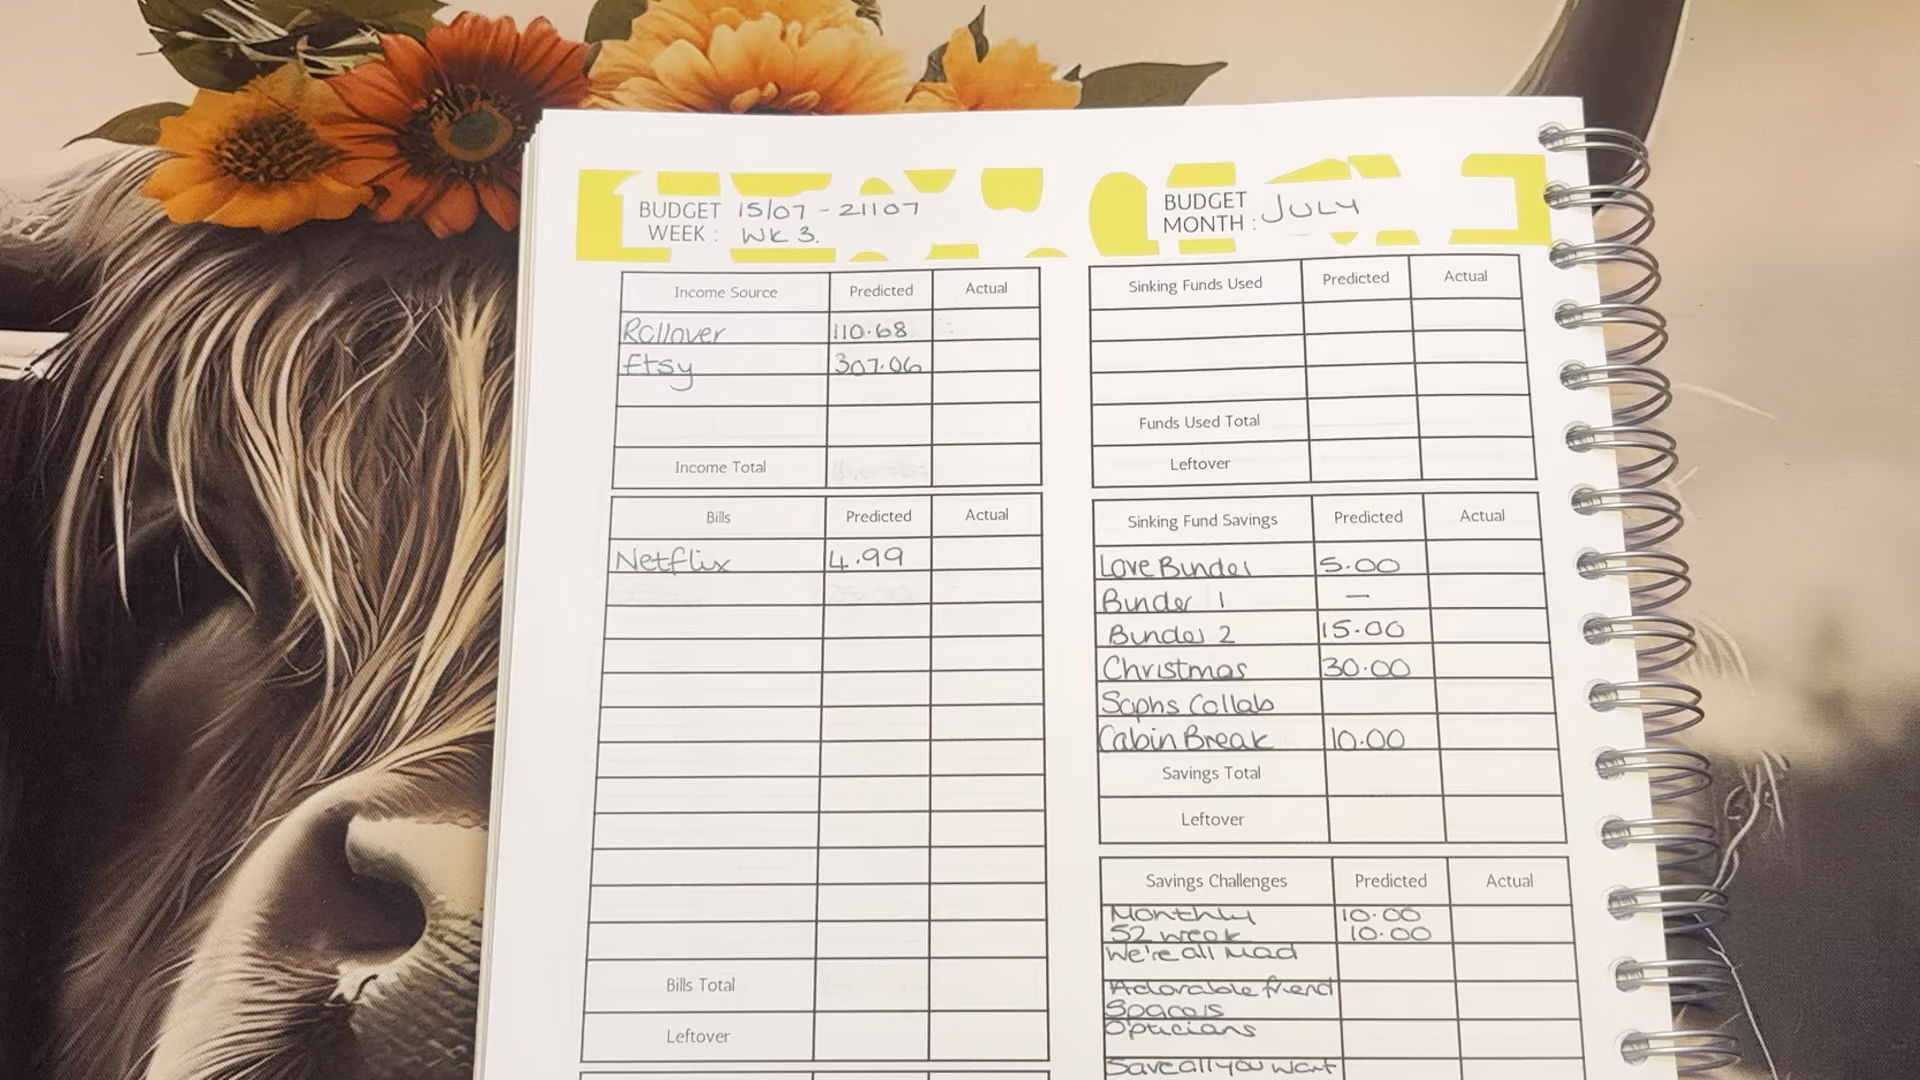 BUDGET WEEK : 15/07 - 21107
WK 3.
Income Source Predicted Actual
Rollover 110.68
Etsy 307.06
Income Total
Bills Predicted Actual
Netflix 4.99
Bills Total
Leftover
BUDGET MONTH : JULY
Sinking Funds Used Predicted Actual
Funds Used Total
Leftover
Sinking Fund Savings Predicted Actual
Love Binder 5.00
Binder 1 —
Binder 2 15.00
Christmas 30.00
Sophs Collab
Cabin Break 10.00
Savings Total
Leftover
Savings Challenges Predicted Actual
Monthly 10.00
52 week 10.00
We're all Mad
Adorable friend
Spacers
Opticians
Save all you want